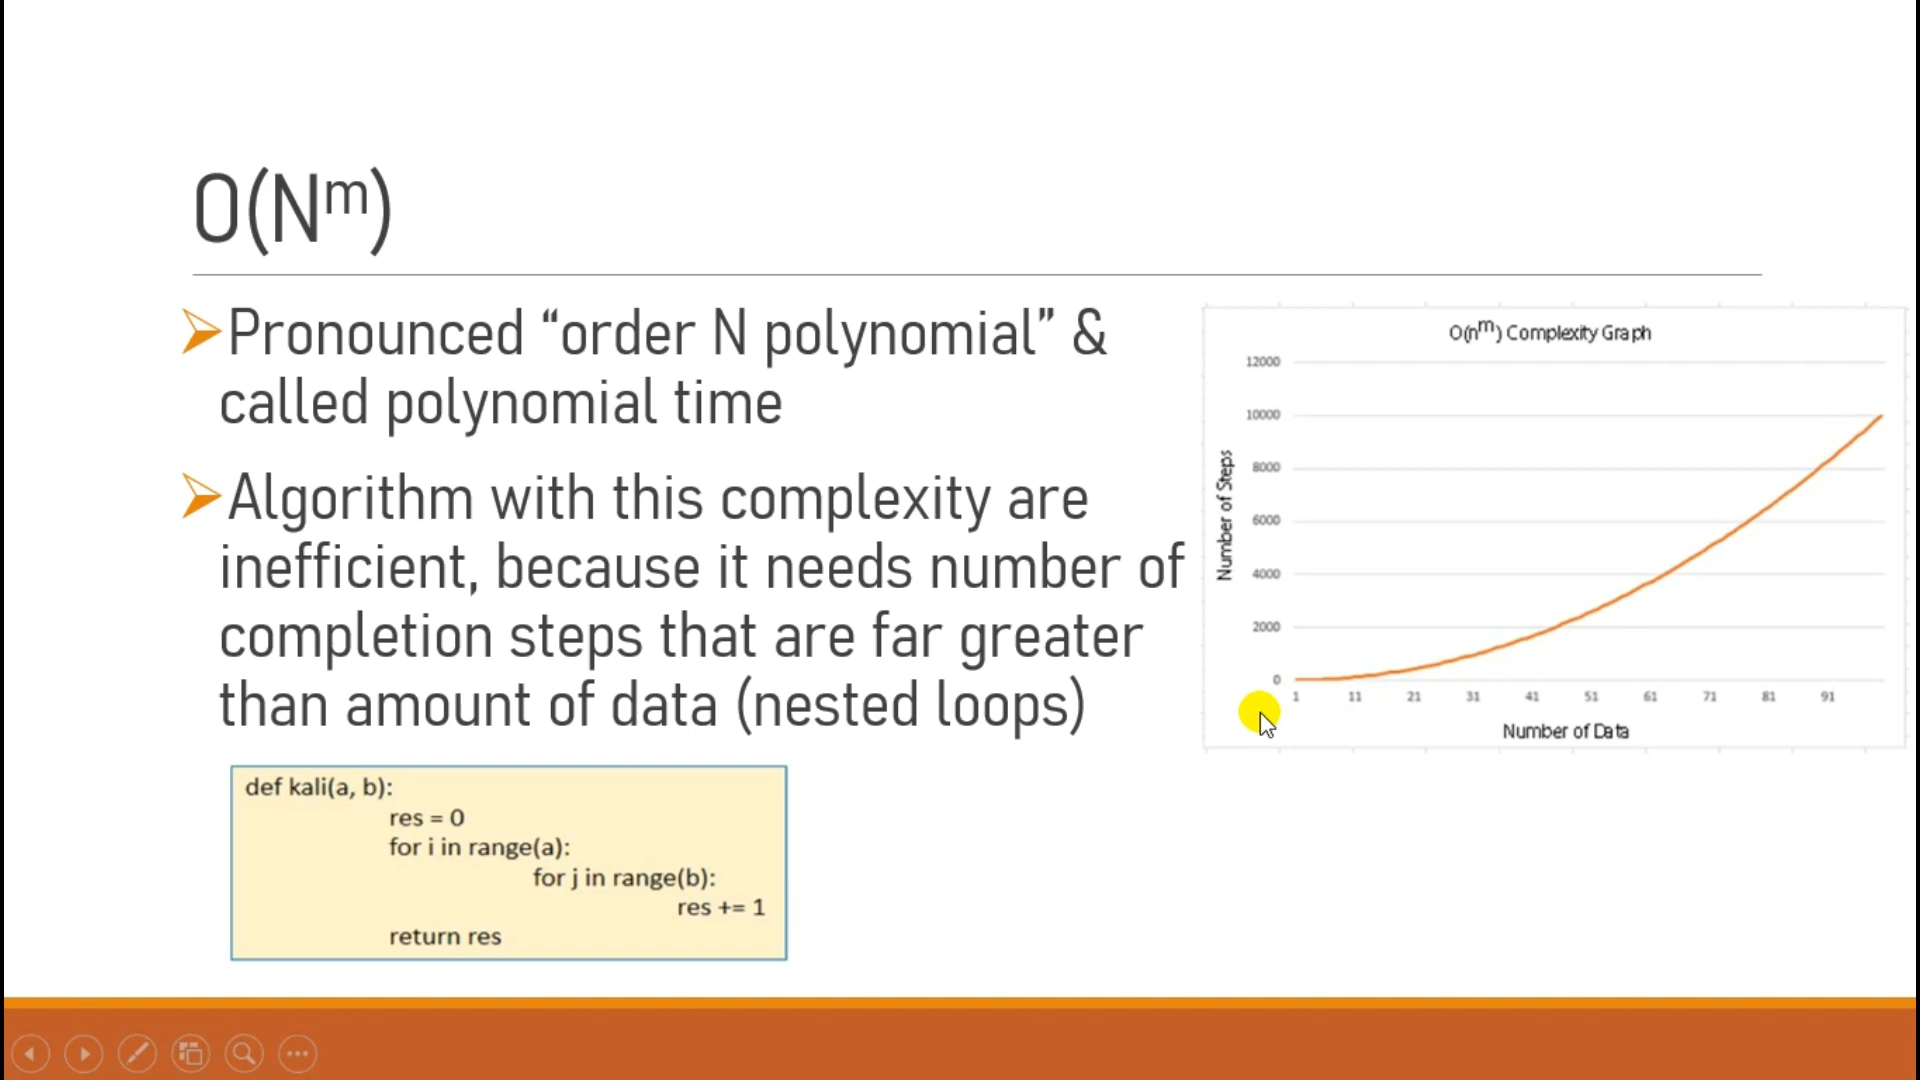 O(Nᵐ)
Pronounced “order N polynomial” &
called polynomial time
Algorithm with this complexity are
inefficient, because it needs number of
completion steps that are far greater
than amount of data (nested loops)
def kali(a, b):
res = 0
for i in range(a):
for j in range(b):
res += 1
return res
O(nᵐ) Complexity Graph
Number of Steps
12000
10000
8000
6000
4000
2000
0
1 11 21 31 41 51 61 71 81 91
Number of Data